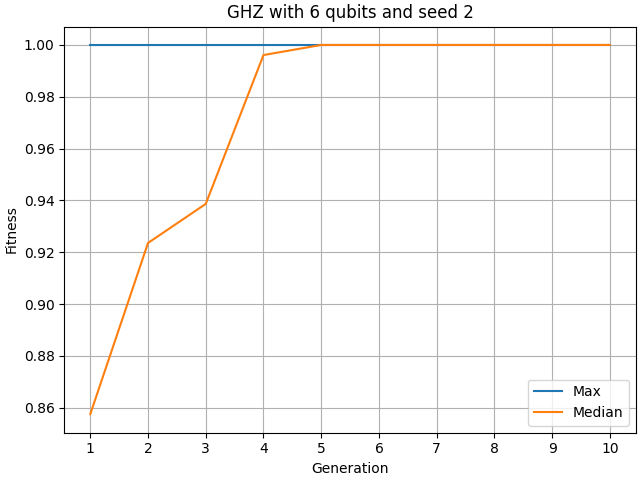 GHZ with 6 qubits and seed 2
1.00
0.98
0.96
0.94
0.92
0.90
0.88
0.86
Fitness
Max
Median
1 2 3 4 5 6 7 8 9 10
Generation